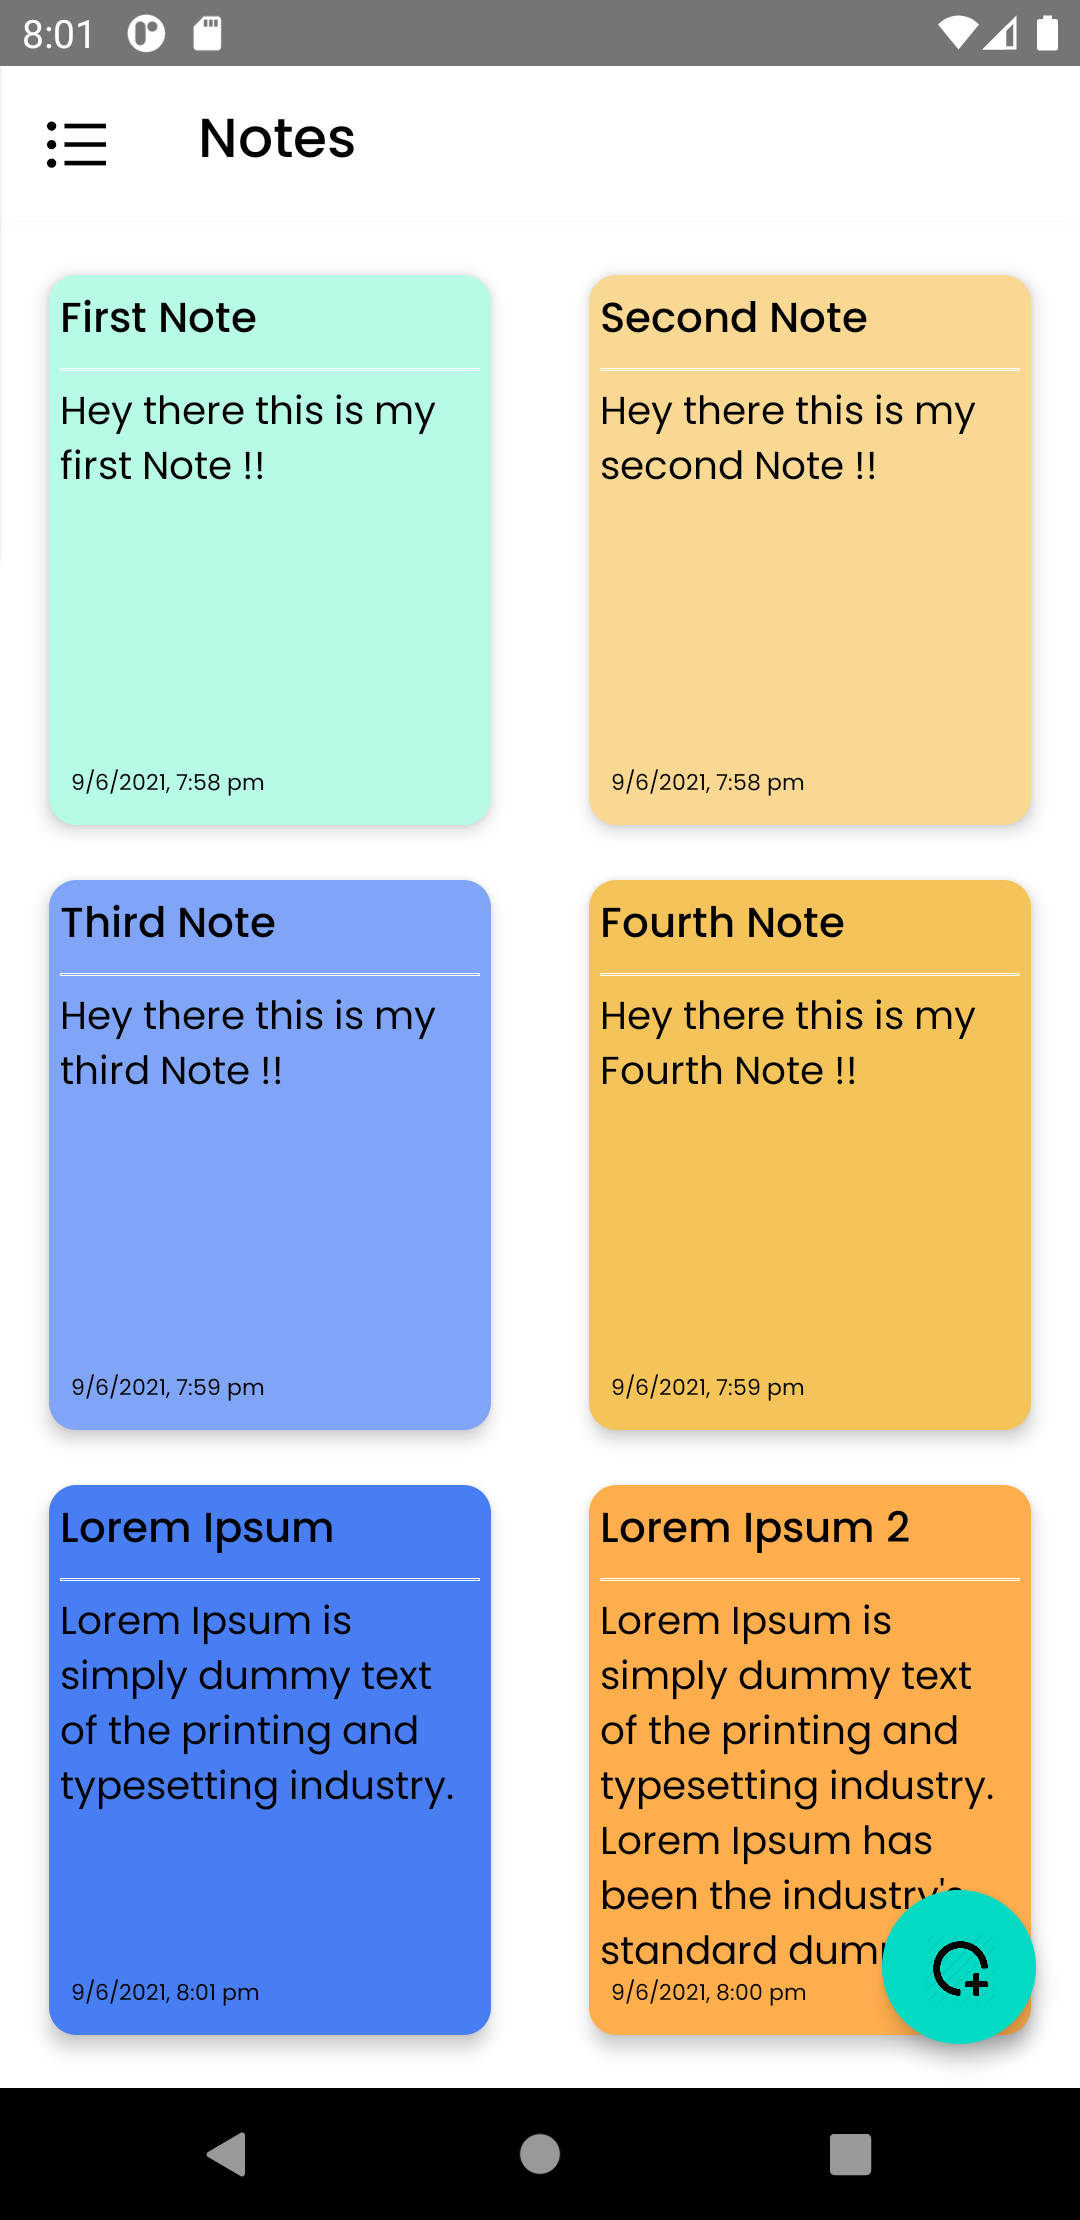 8:01
Notes
First Note
Hey there this is my
first Note !!
9/6/2021, 7:58 pm
Second Note
Hey there this is my
second Note !!
9/6/2021, 7:58 pm
Third Note
Hey there this is my
third Note !!
9/6/2021, 7:59 pm
Fourth Note
Hey there this is my
Fourth Note !!
9/6/2021, 7:59 pm
Lorem Ipsum
Lorem Ipsum is
simply dummy text
of the printing and
typesetting industry.
9/6/2021, 8:01 pm
Lorem Ipsum 2
Lorem Ipsum is
simply dummy text
of the printing and
typesetting industry.
Lorem Ipsum has
been the industry's
standard
9/6/2021, 8:00 pm